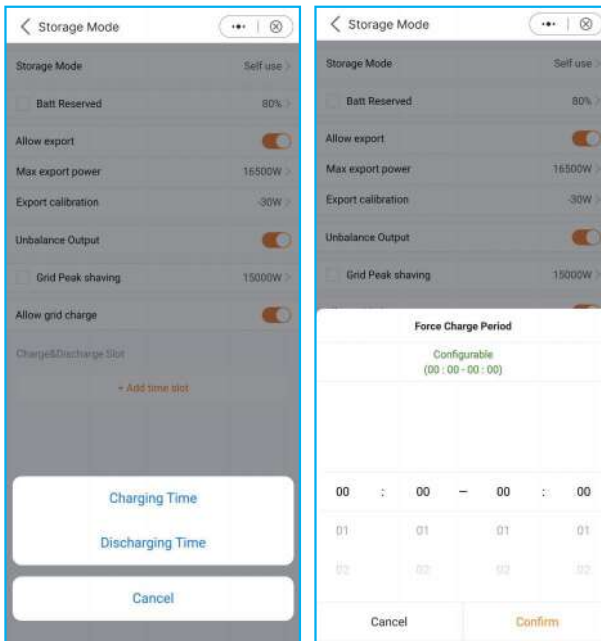 Storage Mode
Storage Mode Self use >
Batt Reserved 80% >
Allow export
Max export power 16500W >
Export calibration -30W >
Unbalance Output
Grid Peak shaving 15000W >
Allow grid charge
Charge&Discharge Slot
+ Add time slot
Charging Time
Discharging Time
Cancel
Storage Mode
Storage Mode Self use >
Batt Reserved 80% >
Allow export
Max export power 16500W >
Export calibration -30W >
Unbalance Output
Grid Peak shaving 15000W >
Force Charge Period
Configurable
(00 : 00 - 00 : 00)
00 : 00 – 00 : 00
01 01 01 01
02 02 02 02
Cancel Confirm